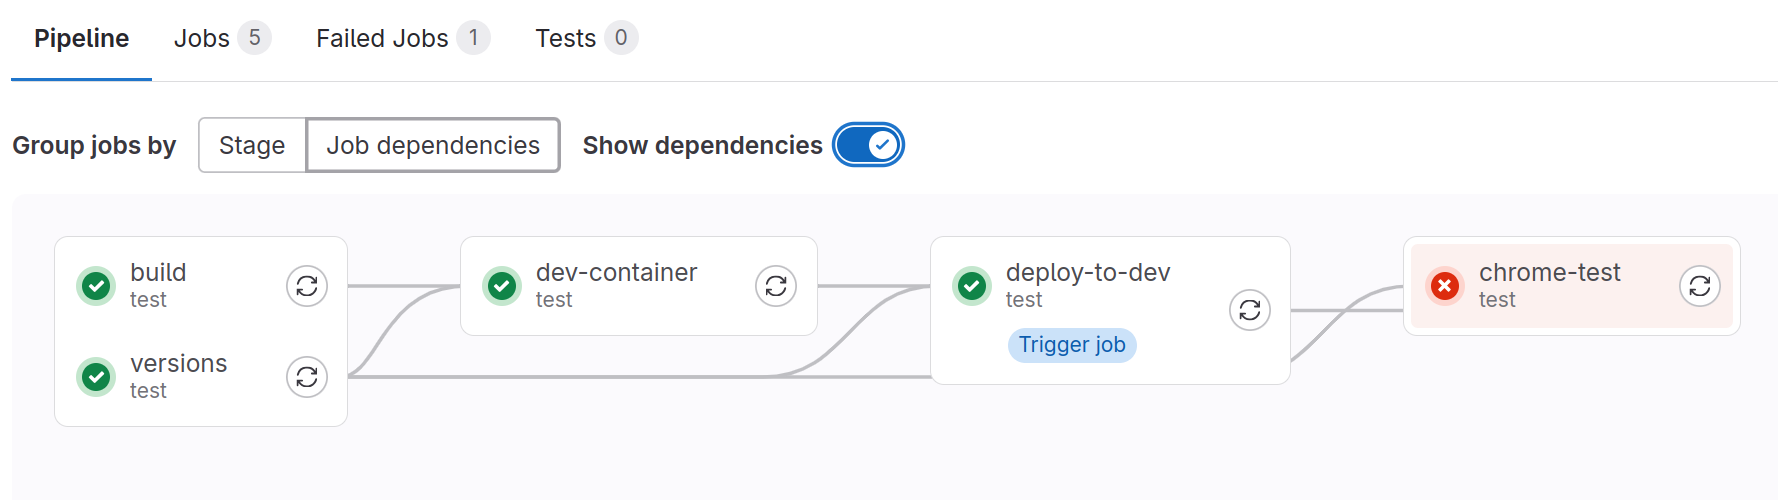 Pipeline Jobs 5 Failed Jobs 1 Tests 0
Group jobs by Stage Job dependencies Show dependencies
build
test
versions
test
dev-container
test
deploy-to-dev
test
Trigger job
chrome-test
test